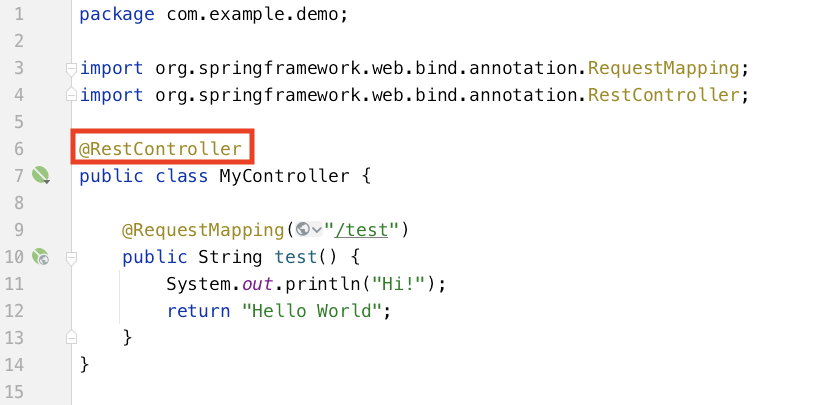 1 package com.example.demo;
2
3 import org.springframework.web.bind.annotation.RequestMapping;
4 import org.springframework.web.bind.annotation.RestController;
5
6 @RestController
7 public class MyController {
8
9     @RequestMapping("/test")
10     public String test() {
11         System.out.println("Hi!");
12         return "Hello World";
13     }
14 }
15